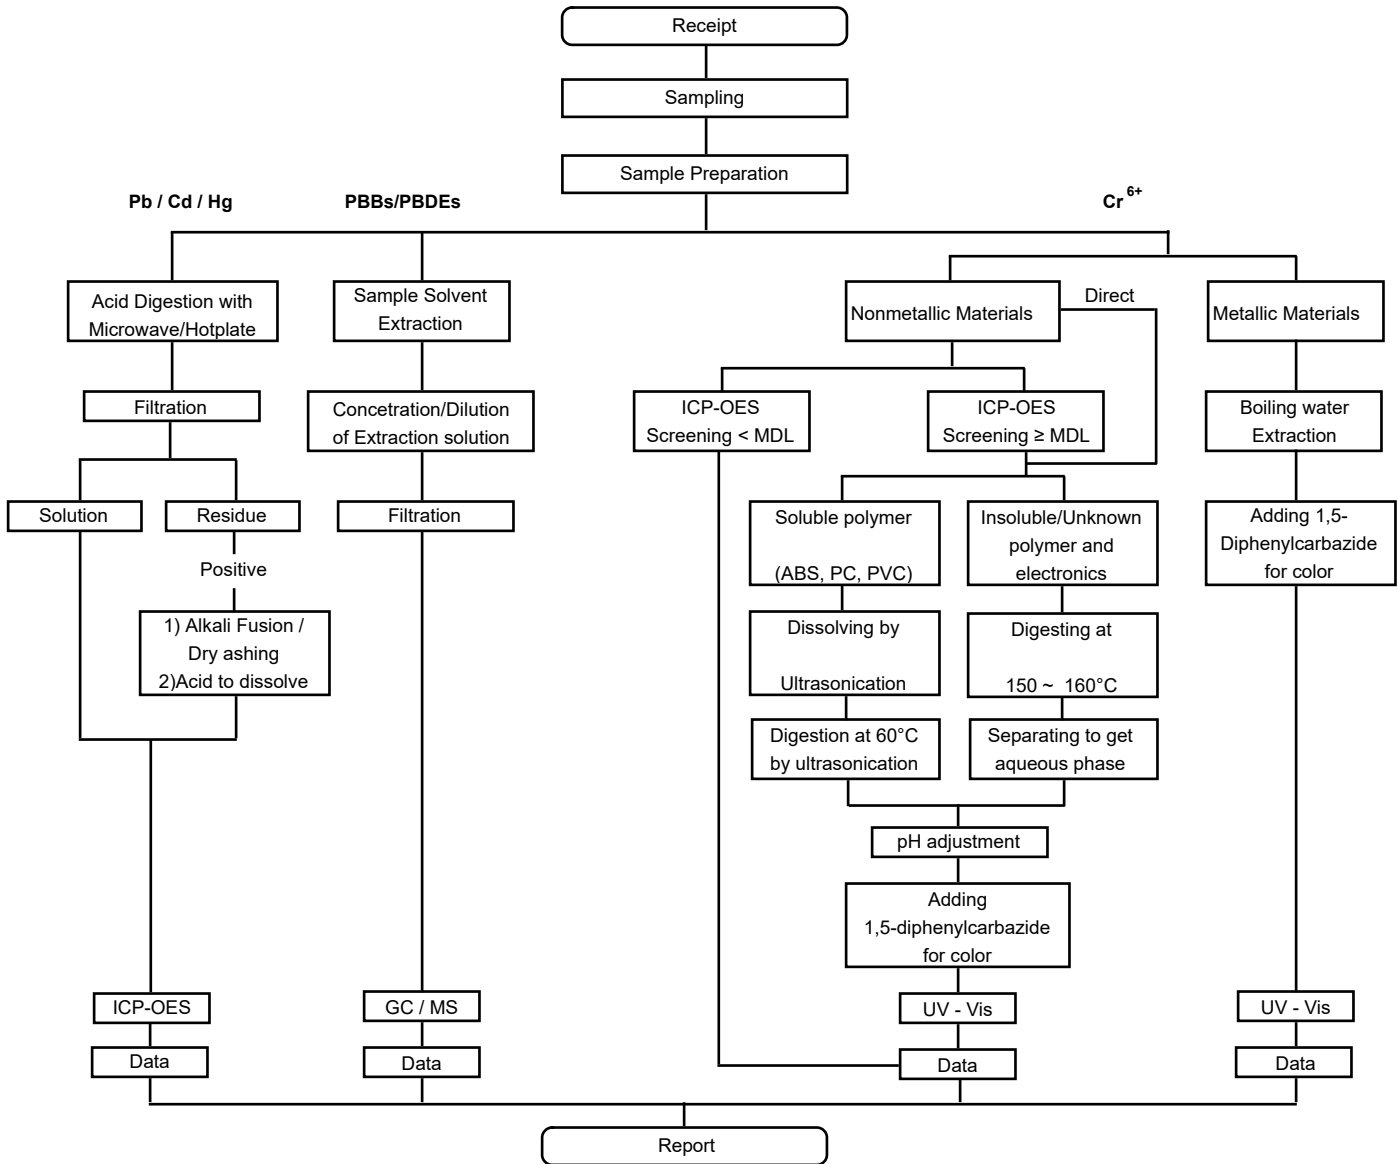 Receipt
Sampling
Sample Preparation
Pb / Cd / Hg
PBBs/PBDEs
Cr 6+
Acid Digestion with
Microwave/Hotplate
Sample Solvent
Extraction
Nonmetallic Materials
Direct
Metallic Materials
Filtration
Concetration/Dilution
of Extraction solution
ICP-OES
Screening < MDL
ICP-OES
Screening ≥ MDL
Boiling water
Extraction
Solution
Residue
Filtration
Soluble polymer
(ABS, PC, PVC)
Insoluble/Unknown
polymer and
electronics
Adding 1,5-
Diphenylcarbazide
for color
Positive
1) Alkali Fusion /
Dry ashing
2)Acid to dissolve
Dissolving by
Ultrasonication
Digesting at
150 ~ 160°C
Digestion at 60°C
by ultrasonication
Separating to get
aqueous phase
pH adjustment
Adding
1,5-diphenylcarbazide
for color
ICP-OES
GC / MS
UV - Vis
UV - Vis
Data
Data
Data
Data
Report